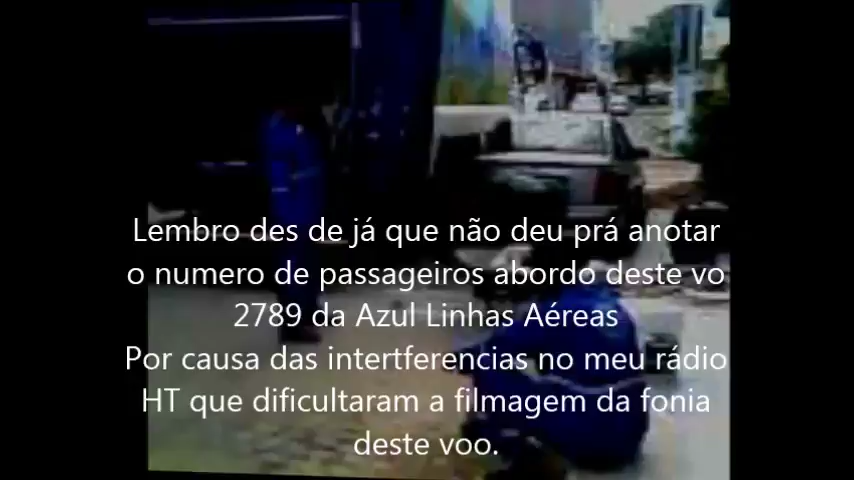 Lembro des de já que não deu prá anotar
o numero de passageiros abordo deste vo
2789 da Azul Linhas Aéreas
Por causa das intertferencias no meu rádio
HT que dificultaram a filmagem da fonia
deste voo.